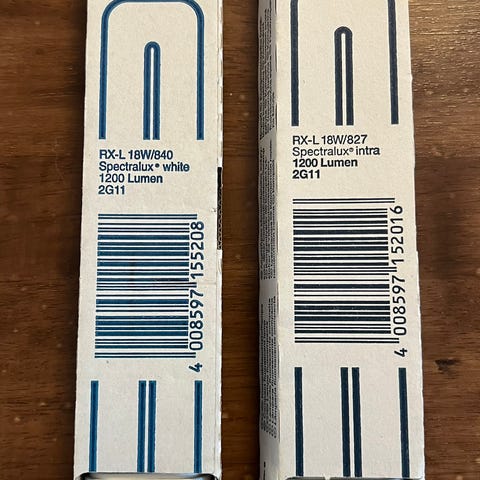 RX-L 18W/840
Spectralux® white
1200 Lumen
2G11
4 008597 155208
RX-L 18W/827
Spectralux® intra
1200 Lumen
2G11
4 008597 152016